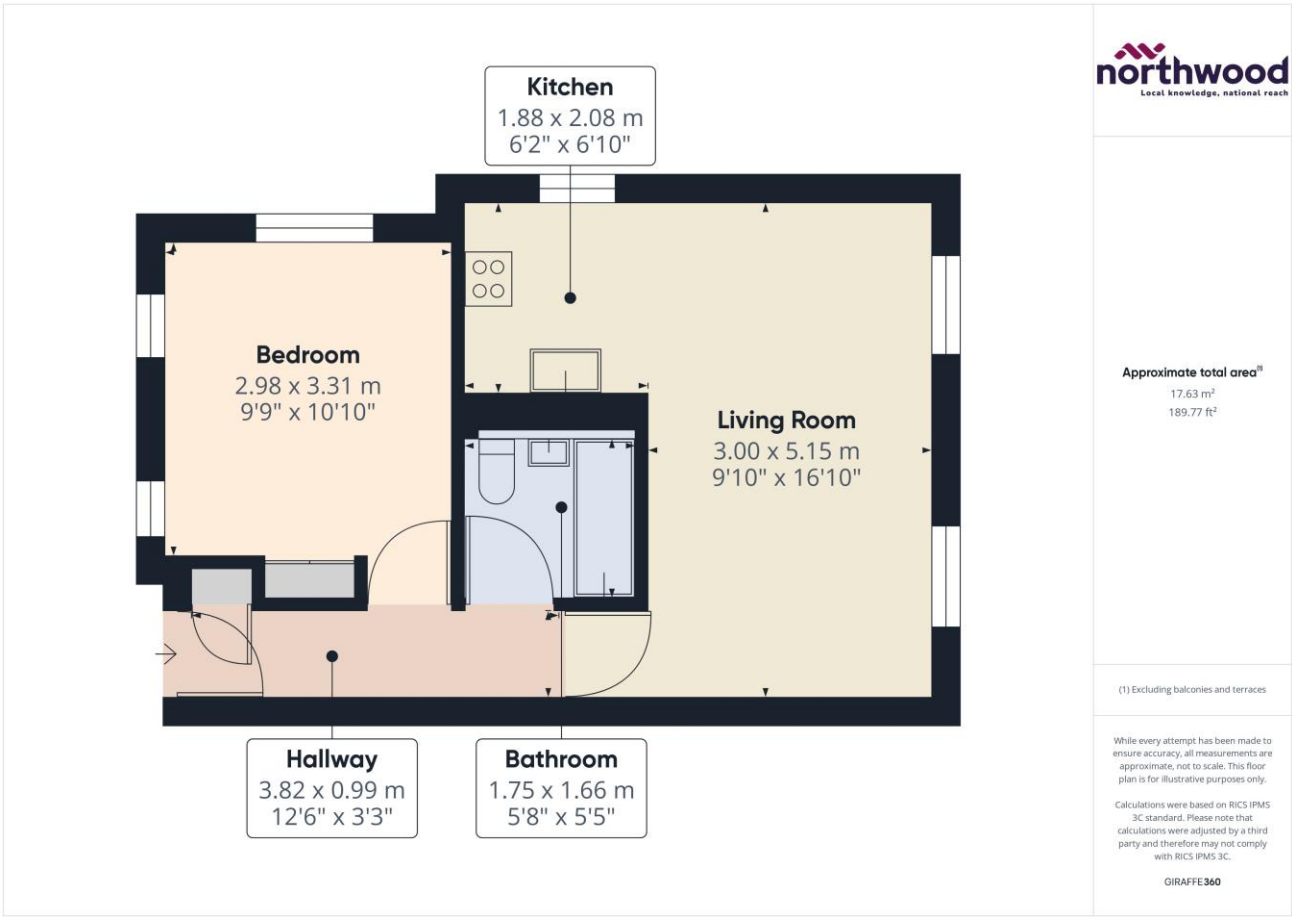 Kitchen
1.88 x 2.08 m
6'2" x 6'10"
Bedroom
2.98 x 3.31 m
9'9" x 10'10"
Living Room
3.00 x 5.15 m
9'10" x 16'10"
Hallway
3.82 x 0.99 m
12'6" x 3'3"
Bathroom
1.75 x 1.66 m
5'8" x 5'5"
northwood
Local knowledge, national reach
Approximate total area⁽¹⁾
17.63 m²
189.77 ft²
(1) Excluding balconies and terraces
While every attempt has been made to
ensure accuracy, all measurements are
approximate, not to scale. This floor
plan is for illustrative purposes only.
Calculations were based on RICS IPMS
3C standard. Please note that
calculations were adjusted by a third
party and therefore may not comply
with RICS IPMS 3C.
GIRAFFE360